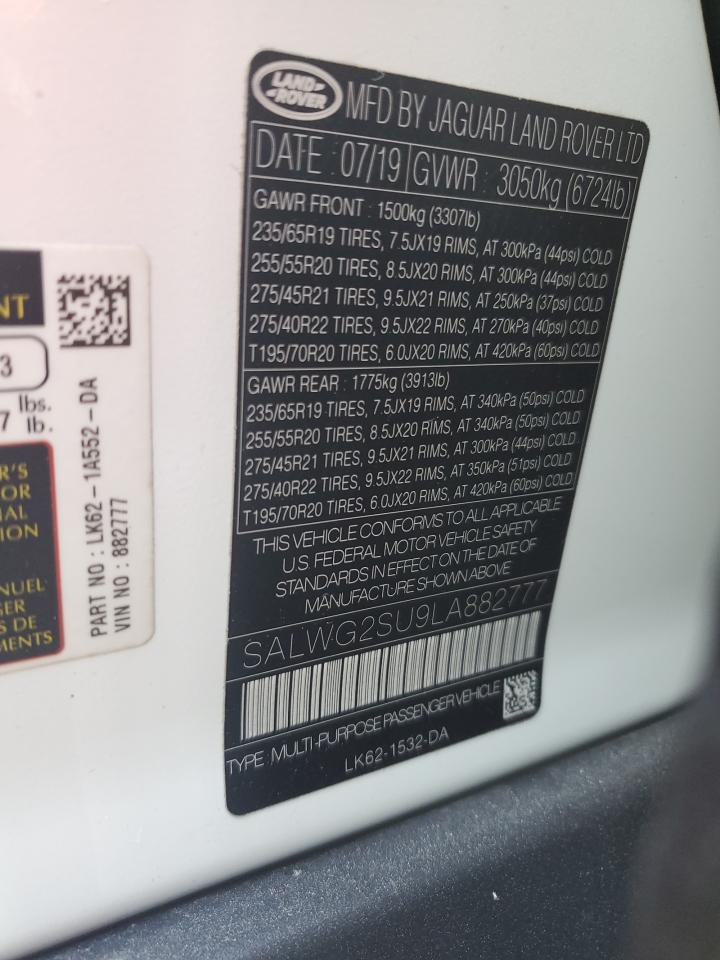 LAND
ROVER
MFD BY JAGUAR LAND ROVER LTD
DATE : 07/19 GVWR : 3050kg (6724lb)
GAWR FRONT : 1500kg (3307lb)
235/65R19 TIRES, 7.5JX19 RIMS, AT 300kPa (44psi) COLD
255/55R20 TIRES, 8.5JX20 RIMS, AT 300kPa (44psi) COLD
275/45R21 TIRES, 9.5JX21 RIMS, AT 250kPa (37psi) COLD
275/40R22 TIRES, 9.5JX22 RIMS, AT 270kPa (40psi) COLD
T195/70R20 TIRES, 6.0JX20 RIMS, AT 420kPa (60psi) COLD
GAWR REAR : 1775kg (3913lb)
235/65R19 TIRES, 7.5JX19 RIMS, AT 340kPa (50psi) COLD
255/55R20 TIRES, 8.5JX20 RIMS, AT 340kPa (50psi) COLD
275/45R21 TIRES, 9.5JX21 RIMS, AT 300kPa (44psi) COLD
275/40R22 TIRES, 9.5JX22 RIMS, AT 350kPa (51psi) COLD
T195/70R20 TIRES, 6.0JX20 RIMS, AT 420kPa (60psi) COLD
THIS VEHICLE CONFORMS TO ALL APPLICABLE
U.S. FEDERAL MOTOR VEHICLE SAFETY
STANDARDS IN EFFECT ON THE DATE OF
MANUFACTURE SHOWN ABOVE
SALWG2SU9LA882777
TYPE : MULTI-PURPOSE PASSENGER VEHICLE
LK62-1532-DA
NT
3
lbs.
7 lb.
R'S
OR
AL
TION
NUEL
GER
S DE
MENTS
PART NO : LK62-1A552-DA
VIN NO : 882777